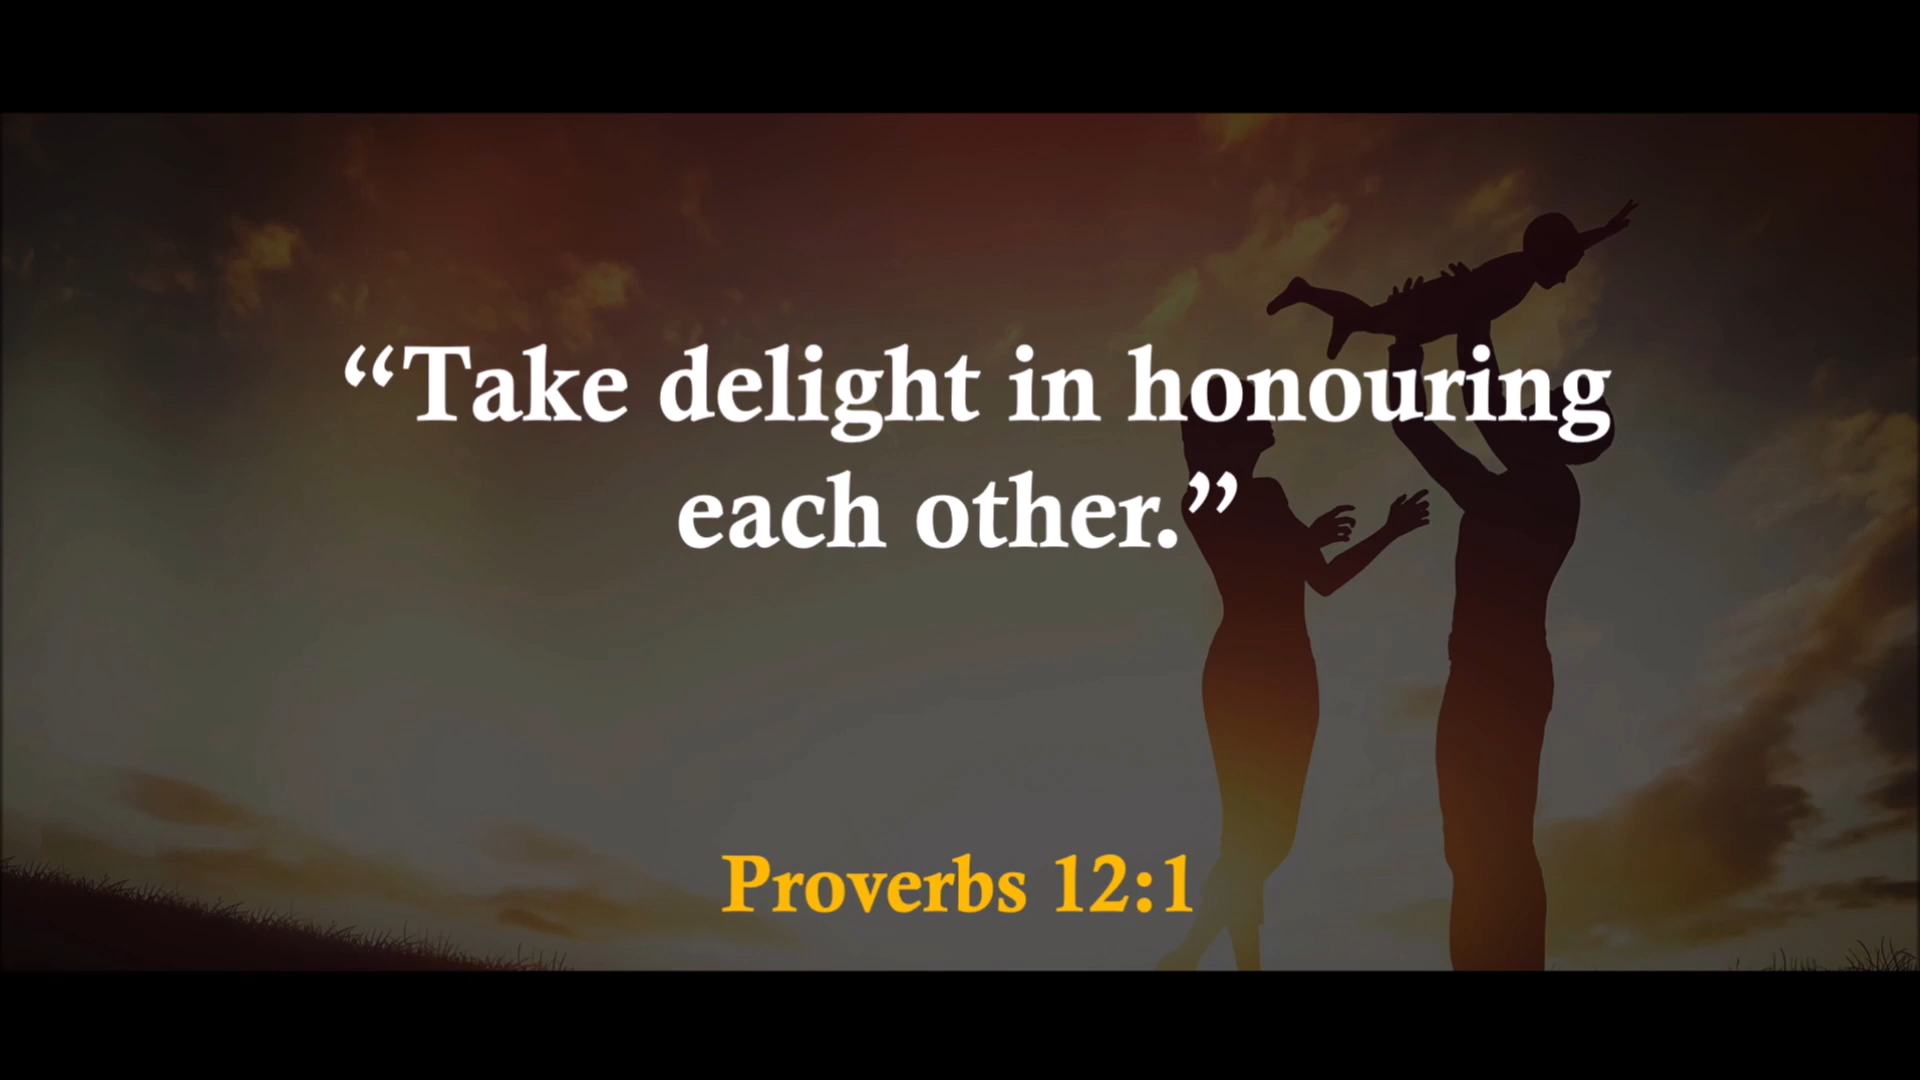 “Take delight in honouring
each other.”
Proverbs 12:1